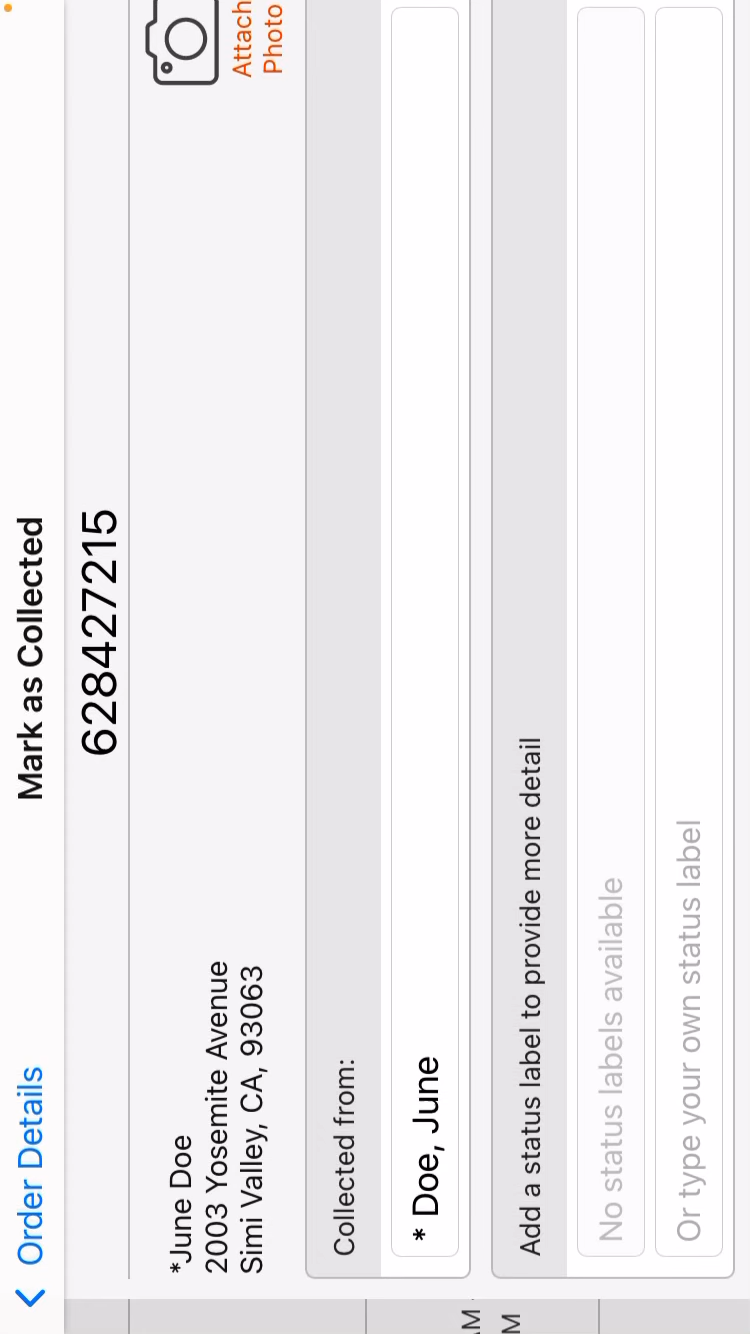 Order Details
Mark as Collected
628427215
*June Doe
2003 Yosemite Avenue
Simi Valley, CA, 93063
Attach
Photo
Collected from:
* Doe, June
Add a status label to provide more detail
No status labels available
Or type your own status label